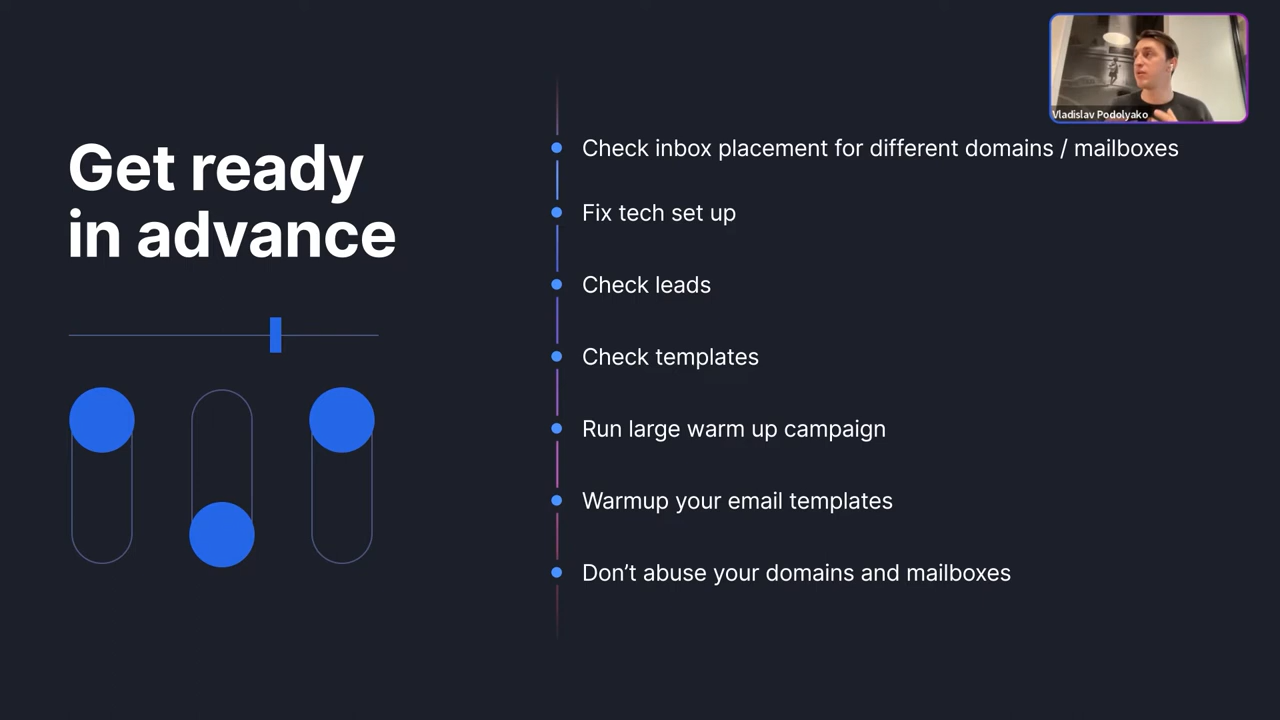 Get ready
in advance
Vladislav Podolyako
Check inbox placement for different domains / mailboxes
Fix tech set up
Check leads
Check templates
Run large warm up campaign
Warmup your email templates
Don’t abuse your domains and mailboxes